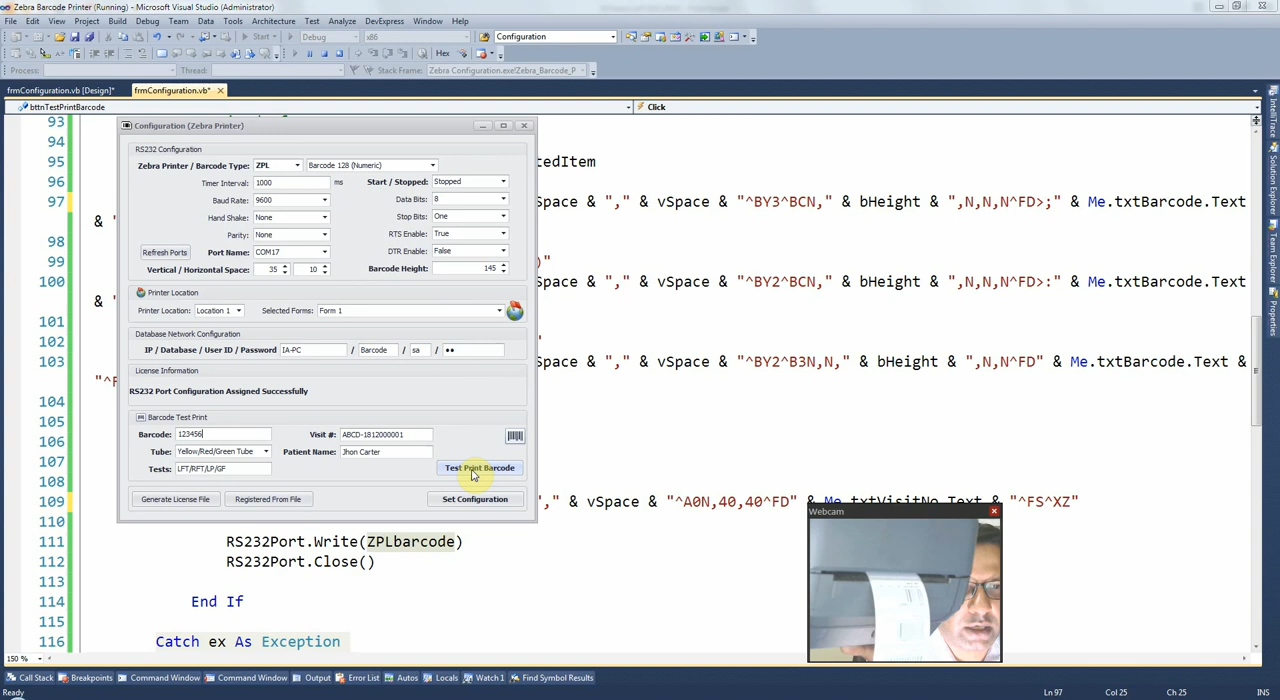 Zebra Barcode Printer (Running) - Microsoft Visual Studio (Administrator)
File Edit View Project Build Debug Team Data Tools Architecture Test Analyze DevExpress Window Help
Start Debug x86 Configuration
Hex
Process: Thread: Stack Frame: Zebra Configuration.exe!Zebra_Barcode_P
frmConfiguration.vb [Design]* frmConfiguration.vb*
bttnTestPrintBarcode Click
93
94
95 tedItem
96
97 Space & "," & vSpace & "^BY3^BCN," & bHeight & ",N,N,N^FD>;" & Me.txtBarcode.Text
& "
98
99 )"
100 Space & "," & vSpace & "^BY2^BCN, " & bHeight & ",N,N,N^FD>:" & Me.txtBarcode.Text
& "
101
102 "
103 Space & "," & vSpace & "^BY2^B3N,N," & bHeight & ",N,N^FD" & Me.txtBarcode.Text &
"^F
104
105
106
107
108
109 "," & vSpace & "^A0N,40,40^FD" & Me.txtVisitNo.Text & "^FS^XZ"
110
111 RS232Port.Write(ZPLbarcode)
112 RS232Port.Close()
113
114 End If
115
116 Catch ex As Exception
Configuration (Zebra Printer)
RS232 Configuration
Zebra Printer / Barcode Type: ZPL Barcode 128 (Numeric)
Timer Interval: 1000 ms Start / Stopped: Stopped
Baud Rate: 9600 Data Bits: 8
Hand Shake: None Stop Bits: One
Parity: None RTS Enable: True
Refresh Ports Port Name: COM17 DTR Enable: False
Vertical / Horizontal Space: 35 10 Barcode Height: 145
Printer Location
Printer Location: Location 1 Selected Forms: Form 1
Database Network Configuration
IP / Database / User ID / Password IA-PC / Barcode / sa / ●●
License Information
RS232 Port Configuration Assigned Successfully
Barcode Test Print
Barcode: 123456 Visit #: ABCD-1812000001
Tube: Yellow/Red/Green Tube Patient Name: Jhon Carter
Tests: LFT/RFT/LP/GF Test Print Barcode
Generate License File Registered From File Set Configuration
Webcam
IntelliTrace
Solution Explorer
Team Explorer
Properties
150 %
Call Stack Breakpoints Command Window Command Window Output Error List Autos Locals Watch 1 Find Symbol Results
Ready Ln 97 Col 25 Ch 25 INS